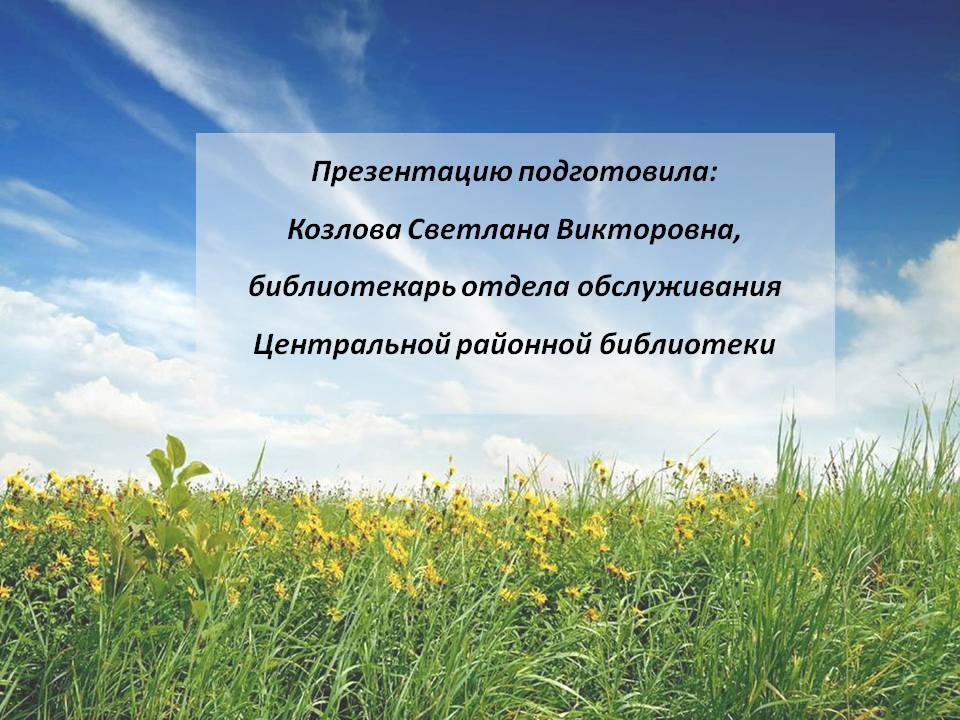 Презентацию подготовила:
Козлова Светлана Викторовна,
библиотекарь отдела обслуживания
Центральной районной библиотеки